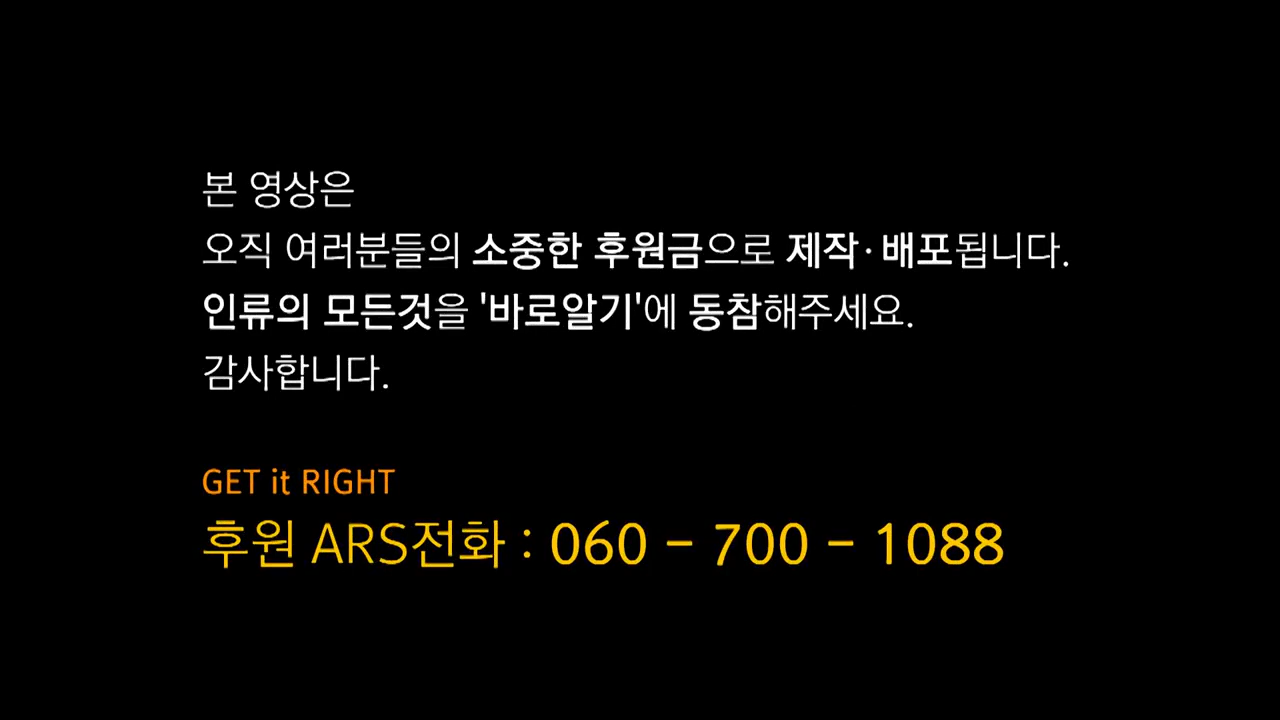 본 영상은
오직 여러분들의 소중한 후원금으로 제작·배포됩니다.
인류의 모든것을 '바로알기'에 동참해주세요.
감사합니다.
GET it RIGHT
후원 ARS전화 : 060 - 700 - 1088